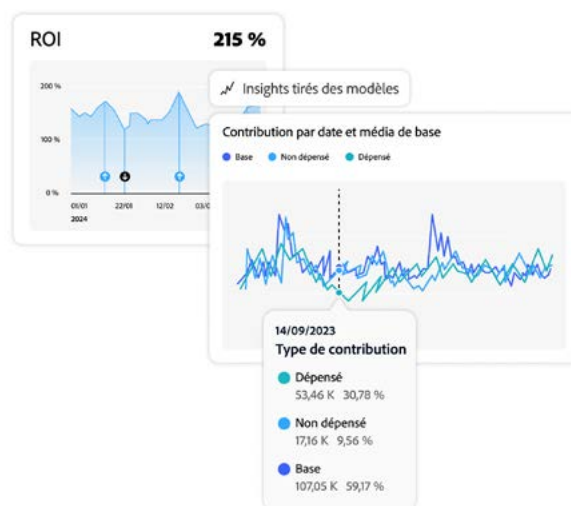 ROI 215 %
200 %
100 %
0 %
01/01 22/01 12/02 03/0
2024
Insights tirés des modèles
Contribution par date et média de base
Base Non dépensé Dépensé
14/09/2023
Type de contribution
Dépensé
53,46 K 30,78 %
Non dépensé
17,16 K 9,56 %
Base
107,05 K 59,17 %